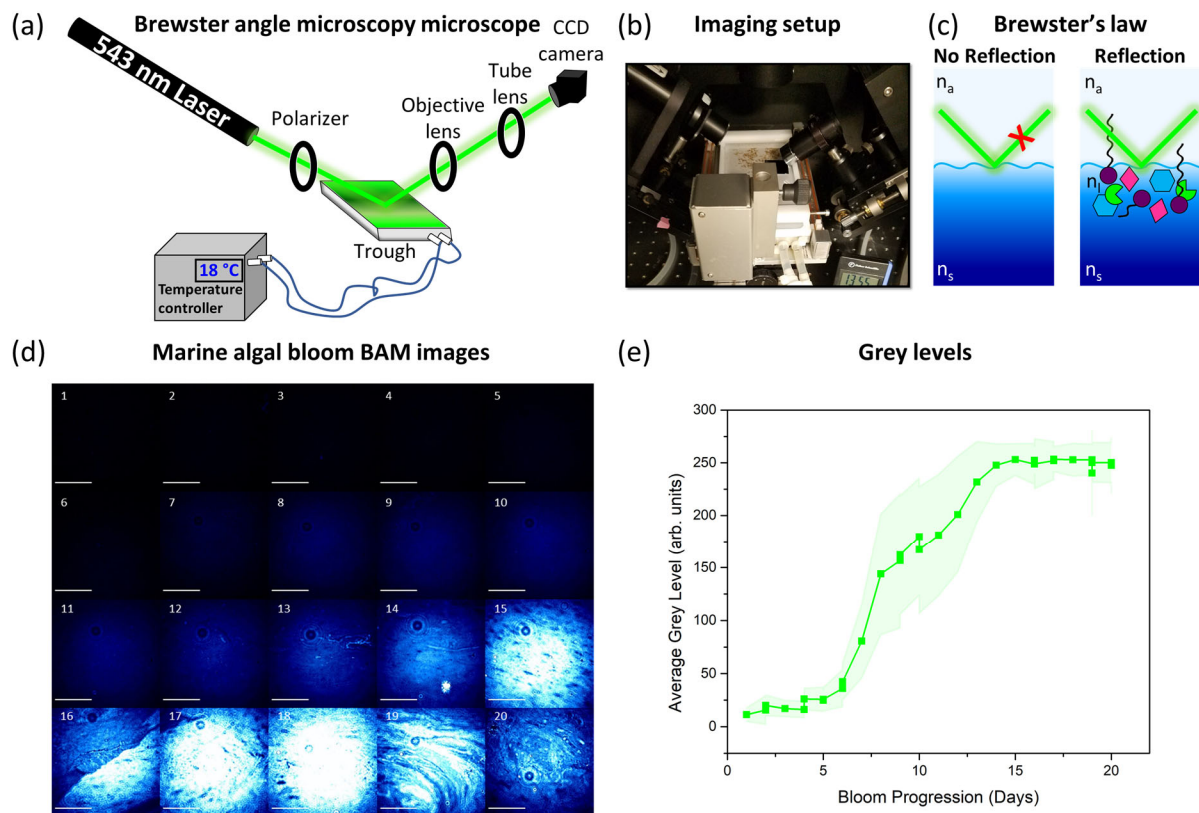 (a)
Brewster angle microscopy microscope
543 nm Laser
Polarizer
Objective
lens
Tube
lens
CCD
camera
Trough
18 °C
Temperature
controller
(b)
Imaging setup
(c)
Brewster's law
No Reflection
Reflection
nₐ
nₐ
nₗ
nₛ
nₛ
(d)
Marine algal bloom BAM images
1 2 3 4 5
6 7 8 9 10
11 12 13 14 15
16 17 18 19 20
(e)
Grey levels
Average Grey Level (arb. units)
300
250
200
150
100
50
0
0 5 10 15 20
Bloom Progression (Days)